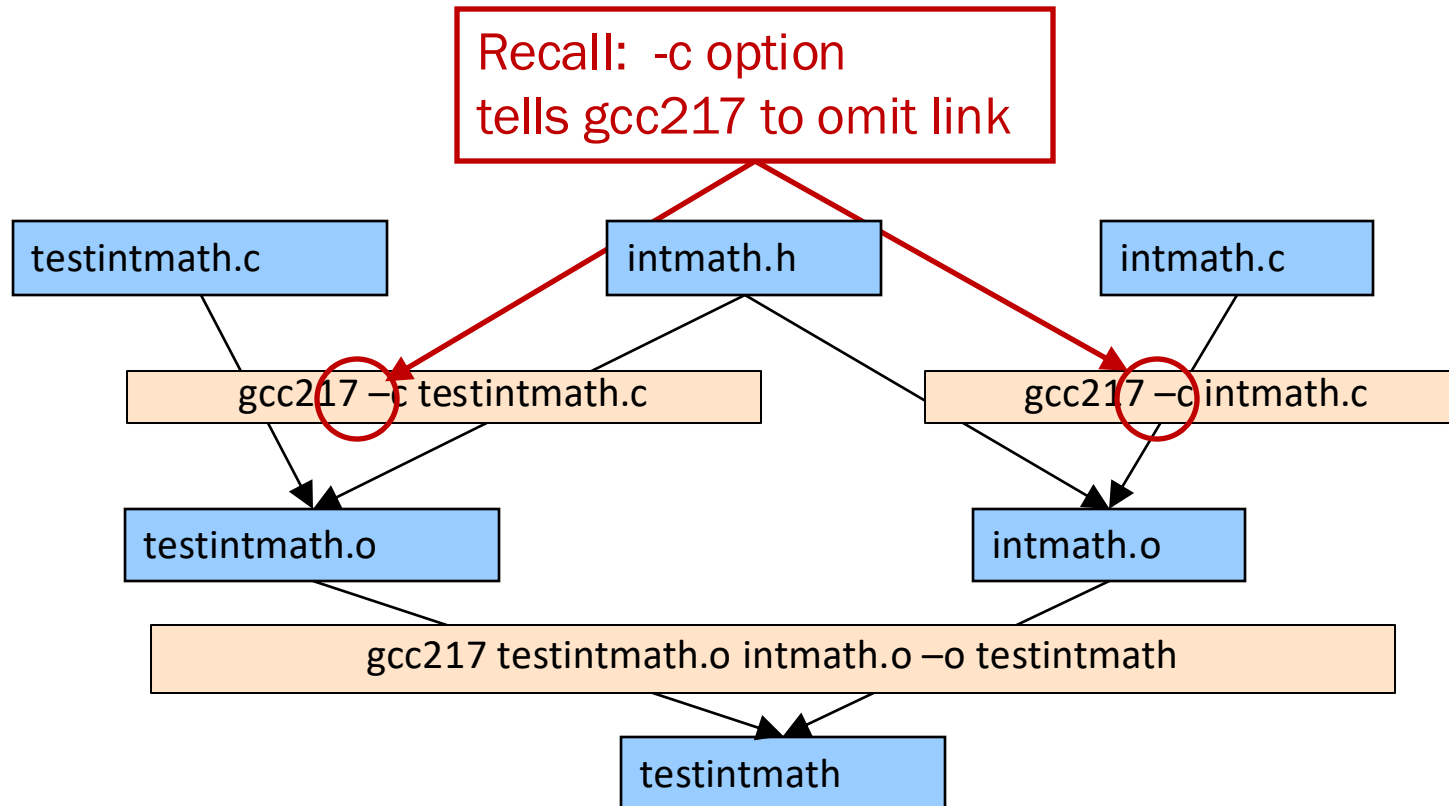 Recall: -c option
tells gcc217 to omit link
testintmath.c
intmath.h
intmath.c
gcc217 –c testintmath.c
gcc217 –c intmath.c
testintmath.o
intmath.o
gcc217 testintmath.o intmath.o –o testintmath
testintmath